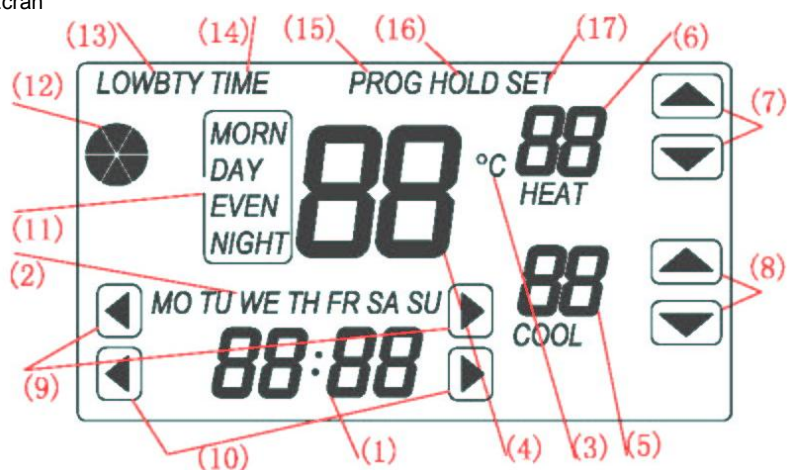 (13) (14) (15) (16) (17) (6)
LOWBTY TIME PROG HOLD SET
(12) (7)
MORN 88 °C 88
DAY HEAT
EVEN
(11) NIGHT
(2) (8)
MO TU WE TH FR SA SU 88
COOL
88:88
(9)
(10) (1) (4) (3) (5)